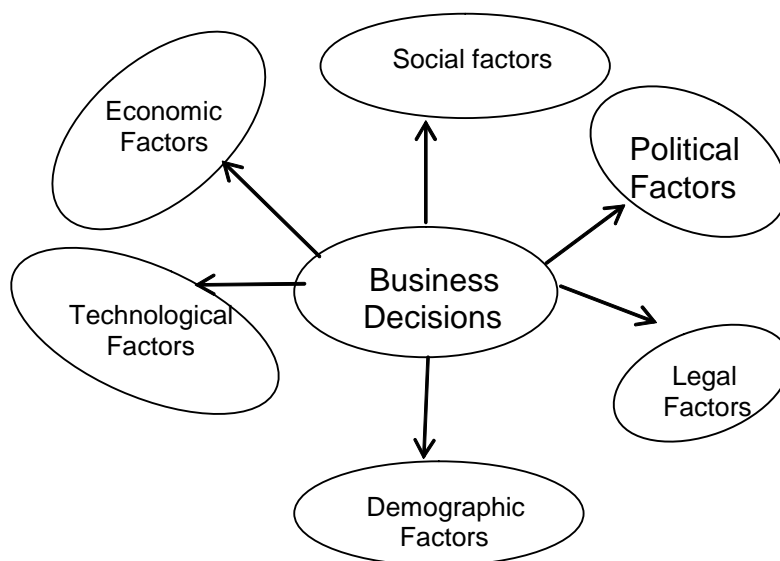 Social factors
Economic
Factors
Political
Factors
Business
Decisions
Technological
Factors
Legal
Factors
Demographic
Factors